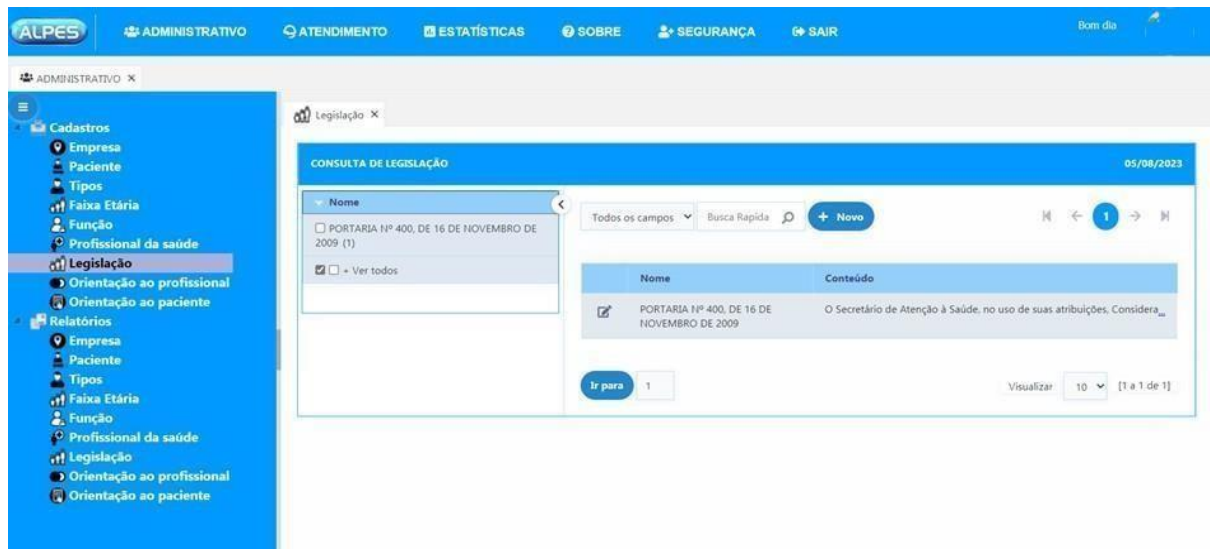 ALPES
ADMINISTRATIVO
ATENDIMENTO
ESTATÍSTICAS
SOBRE
SEGURANÇA
SAIR
Bom dia
ADMINISTRATIVO ×
Cadastros
Empresa
Paciente
Tipos
Faixa Etária
Função
Profissional da saúde
Legislação
Orientação ao profissional
Orientação ao paciente
Relatórios
Empresa
Paciente
Tipos
Faixa Etária
Função
Profissional da saúde
Legislação
Orientação ao profissional
Orientação ao paciente
Legislação ×
CONSULTA DE LEGISLAÇÃO
05/08/2023
Nome
PORTARIA Nº 400, DE 16 DE NOVEMBRO DE
2009 (1)
+ Ver todos
Todos os campos
Busca Rapida
+ Novo
1
Nome
Conteúdo
PORTARIA Nº 400, DE 16 DE
NOVEMBRO DE 2009
O Secretário de Atenção à Saúde, no uso de suas atribuições, Considera...
Ir para
1
Visualizar
10
[1 a 1 de 1]